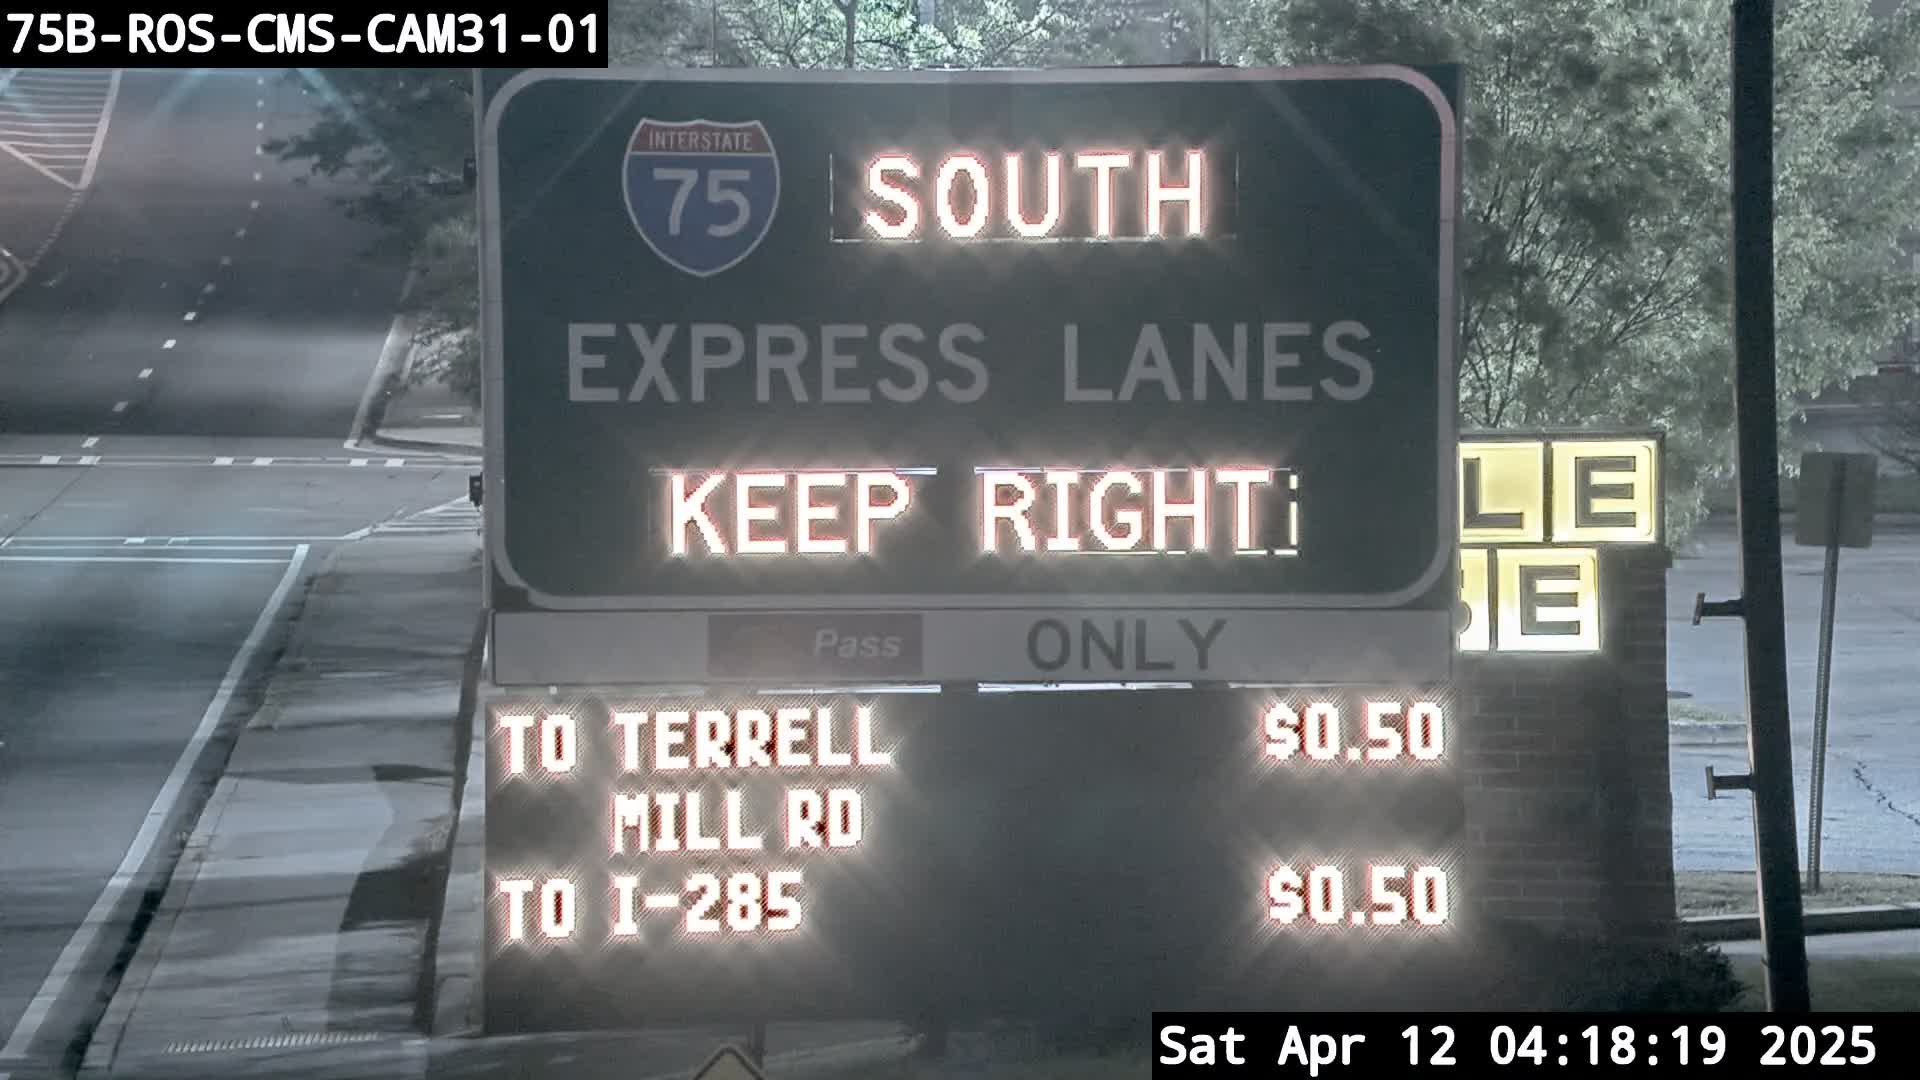 75B-ROS-CMS-CAM31-01
INTERSTATE
75
SOUTH
EXPRESS LANES
KEEP RIGHT
Pass ONLY
LE
E
TO TERRELL $0.50
MILL RD
TO I-285 $0.50
Sat Apr 12 04:18:19 2025